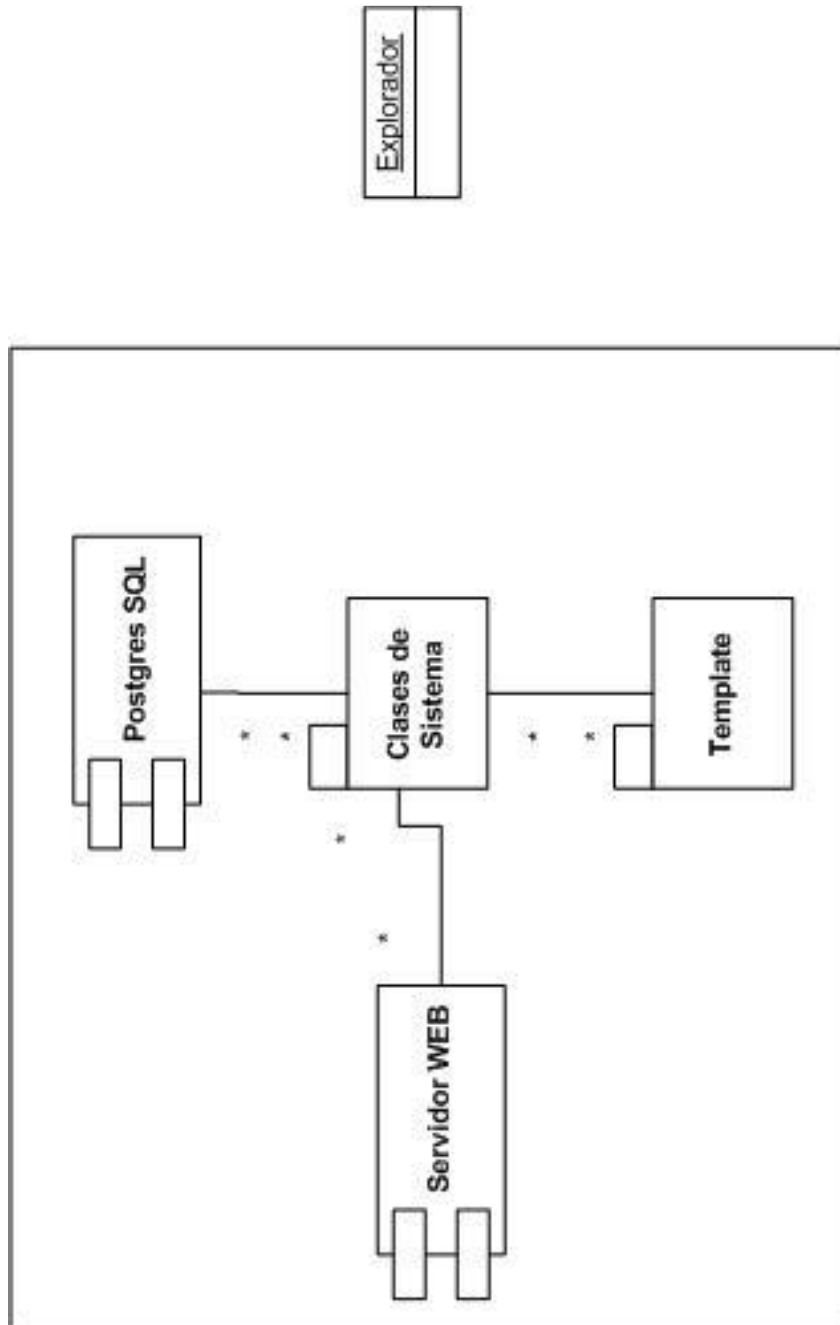 Explorador
Postgres SQL
*
*
Clases de
Sistema
*
*
Template
*
*
Servidor WEB